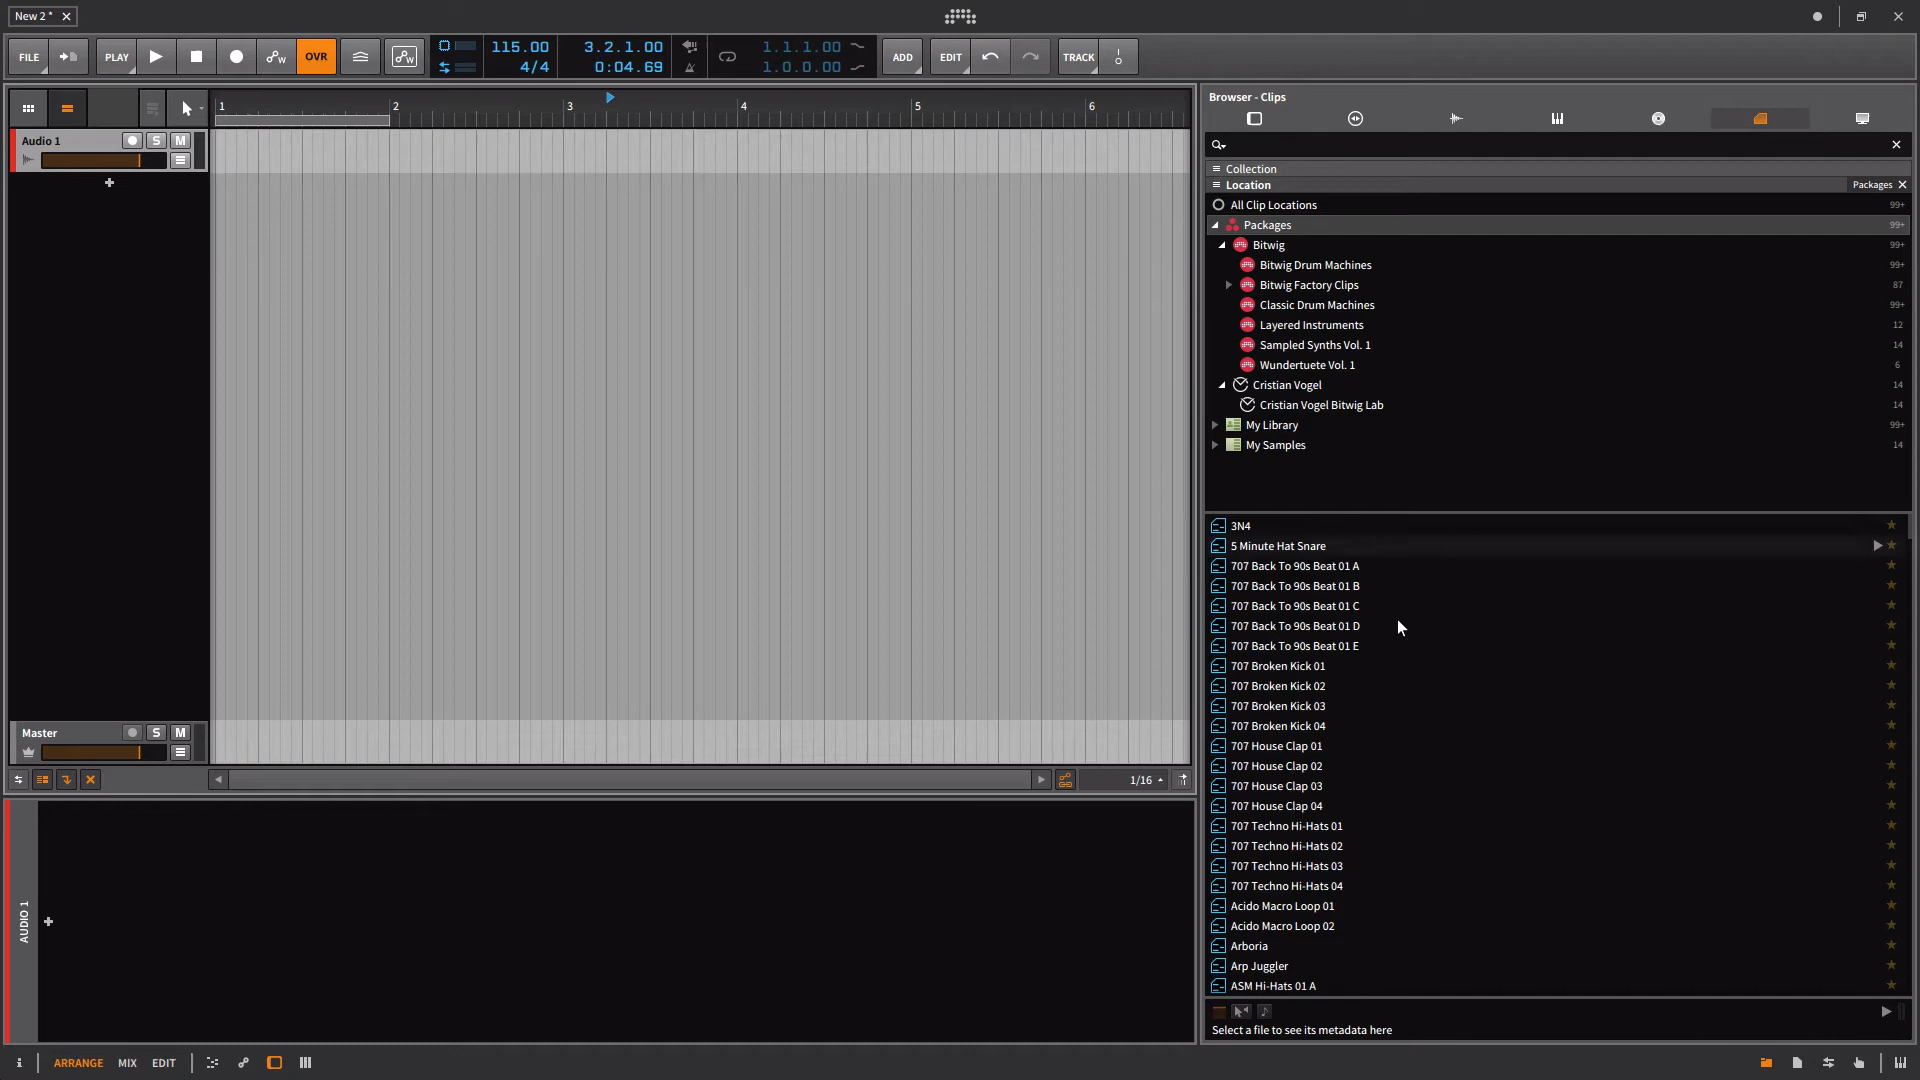 New 2 *
FILE
PLAY
OVR
115.00
4/4
3.2.1.00
0:04.69
1.1.1.00
1.0.0.00
ADD
EDIT
TRACK
1 2 3 4 5 6
Audio 1
S M
Master
S M
1/16
AUDIO 1
Browser - Clips
Collection
Location
Packages
All Clip Locations 99+
Packages 99+
Bitwig 99+
Bitwig Drum Machines 99+
Bitwig Factory Clips 87
Classic Drum Machines 99+
Layered Instruments 12
Sampled Synths Vol. 1 14
Wundertuete Vol. 1 6
Cristian Vogel 14
Cristian Vogel Bitwig Lab 14
My Library 99+
My Samples 14
3N4
5 Minute Hat Snare
707 Back To 90s Beat 01 A
707 Back To 90s Beat 01 B
707 Back To 90s Beat 01 C
707 Back To 90s Beat 01 D
707 Back To 90s Beat 01 E
707 Broken Kick 01
707 Broken Kick 02
707 Broken Kick 03
707 Broken Kick 04
707 House Clap 01
707 House Clap 02
707 House Clap 03
707 House Clap 04
707 Techno Hi-Hats 01
707 Techno Hi-Hats 02
707 Techno Hi-Hats 03
707 Techno Hi-Hats 04
Acido Macro Loop 01
Acido Macro Loop 02
Arboria
Arp Juggler
ASM Hi-Hats 01 A
Select a file to see its metadata here
ARRANGE
MIX
EDIT